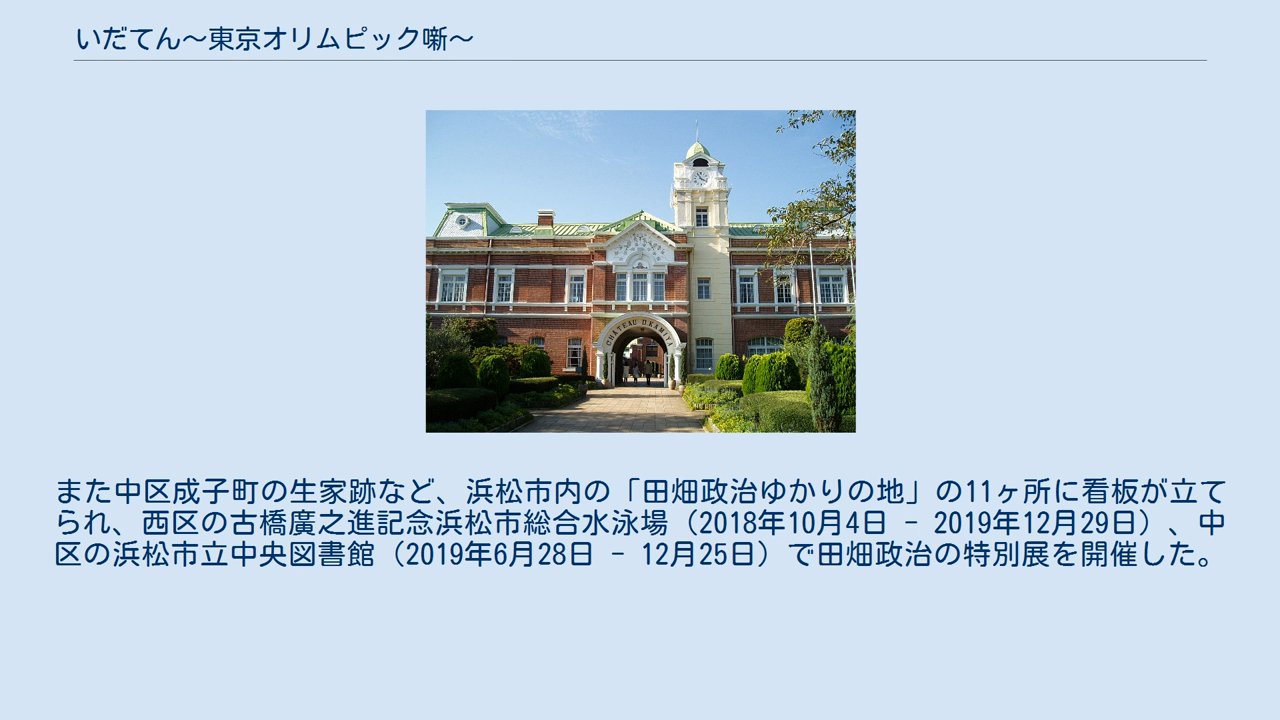 いだてん〜東京オリムピック噺〜
CHATEAU D.KAMIYA
また中区成子町の生家跡など、浜松市内の「田畑政治ゆかりの地」の11ヶ所に看板が立て
られ、西区の古橋廣之進記念浜松市総合水泳場（2018年10月4日 - 2019年12月29日）、中
区の浜松市立中央図書館（2019年6月28日 - 12月25日）で田畑政治の特別展を開催した。